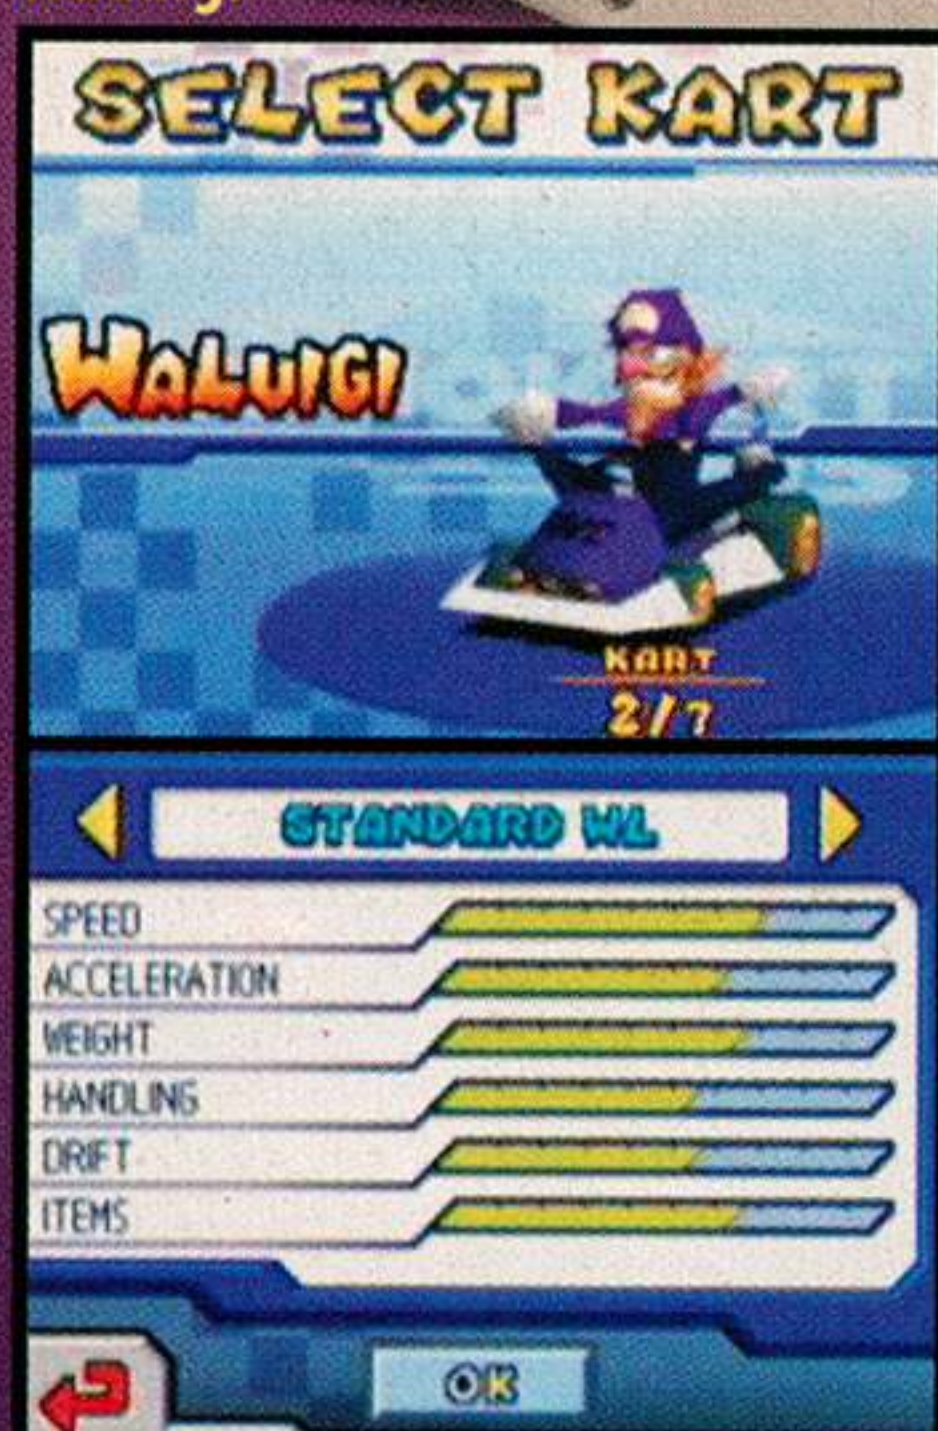 SELECT KART
WALUIGI
KART
2/7
STANDARD WL
SPEED
ACCELERATION
WEIGHT
HANDLING
DRIFT
ITEMS
OK